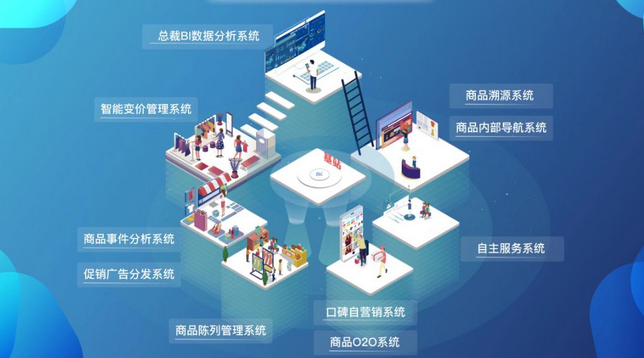 总裁BI数据分析系统
商品溯源系统
智能变价管理系统
商品内部导航系统
基站
商品事件分析系统
自主服务系统
促销广告分发系统
口碑自营销系统
商品陈列管理系统
商品O2O系统